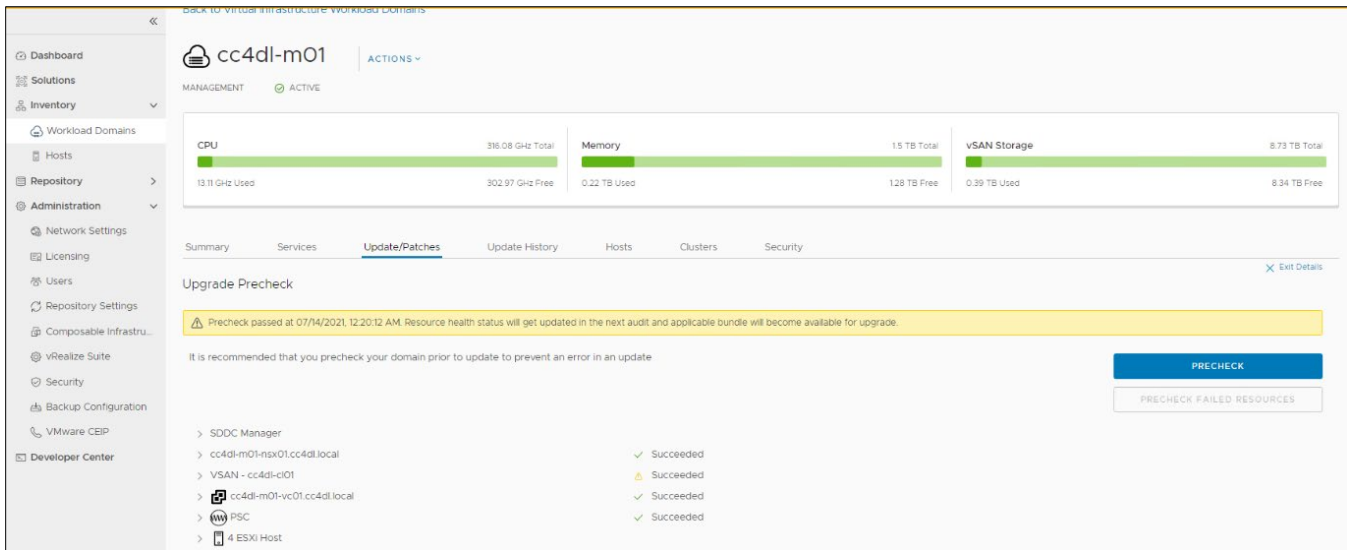 Back to Virtual Infrastructure Workload Domains
«
Dashboard
Solutions
Inventory
Workload Domains
Hosts
Repository
Administration
Network Settings
Licensing
Users
Repository Settings
Composable Infrastru...
vRealize Suite
Security
Backup Configuration
VMware CEIP
Developer Center
cc4dl-m01 ACTIONS
MANAGEMENT ACTIVE
CPU 316.08 GHz Total
13.11 GHz Used 302.97 GHz Free
Memory 1.5 TB Total
0.22 TB Used 1.28 TB Free
vSAN Storage 8.73 TB Total
0.39 TB Used 8.34 TB Free
Summary Services Update/Patches Update History Hosts Clusters Security
Exit Details
Upgrade Precheck
Precheck passed at 07/14/2021, 12:20:12 AM. Resource health status will get updated in the next audit and applicable bundle will become available for upgrade.
It is recommended that you precheck your domain prior to update to prevent an error in an update
PRECHECK
PRECHECK FAILED RESOURCES
SDDC Manager
cc4dl-m01-nsx01.cc4dl.local Succeeded
VSAN - cc4dl-cl01 Succeeded
cc4dl-m01-vc01.cc4dl.local Succeeded
PSC Succeeded
4 ESXi Host